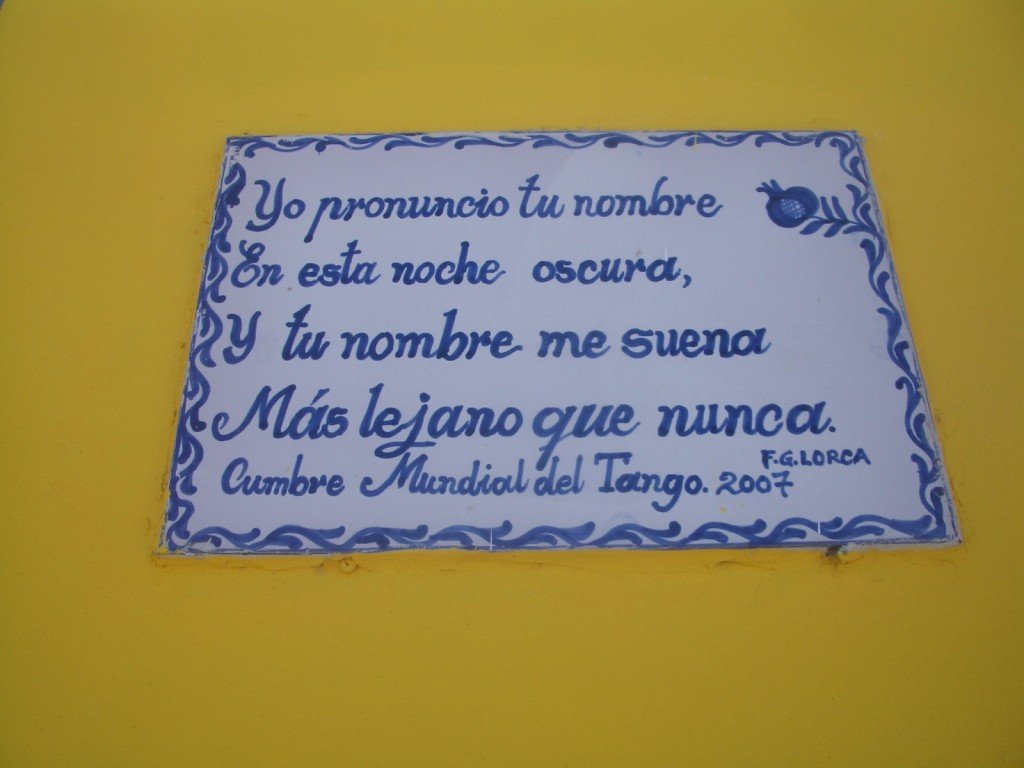 Yo pronuncio tu nombre
En esta noche oscura,
Y tu nombre me suena
Más lejano que nunca.
F.G.LORCA
Cumbre Mundial del Tango. 2007